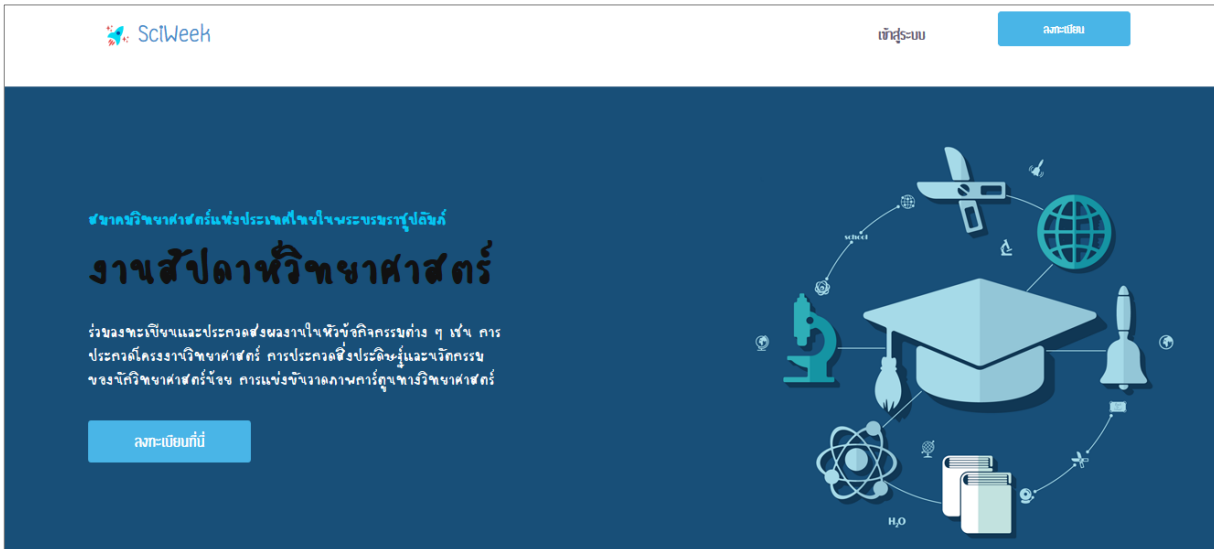 SciWeek
เข้าสู่ระบบ
ลงทะเบียน
สมาคมวิทยาศาสตร์แห่งประเทศไทยในพระบรมราชูปถัมภ์
งานสัปดาห์วิทยาศาสตร์
ร่วมลงทะเบียนและประกวดส่งผลงานในหัวข้อกิจกรรมต่าง ๆ เช่น การ
ประกวดโครงงานวิทยาศาสตร์ การประกวดสิ่งประดิษฐ์และนวัตกรรม
ของนักวิทยาศาสตร์น้อย การแข่งขันวาดภาพการ์ตูนทางวิทยาศาสตร์
ลงทะเบียนที่นี่
school
H₂O